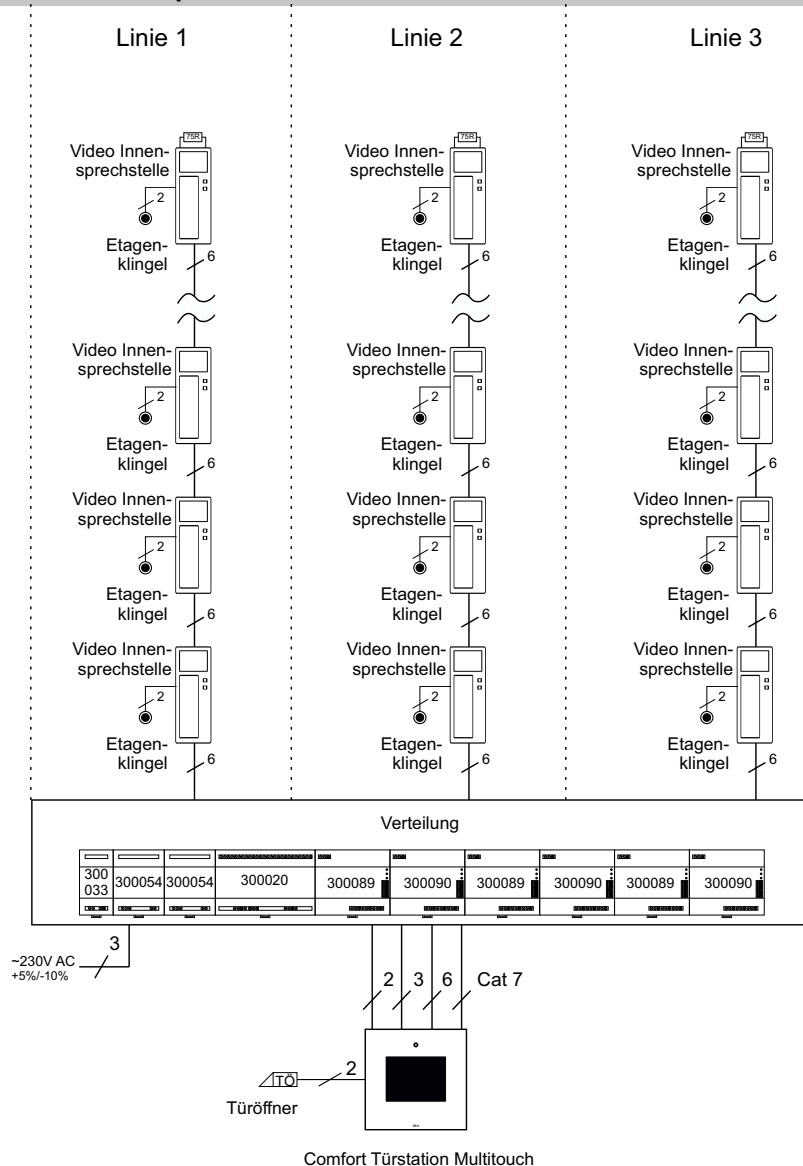 Linie 1
Linie 2
Linie 3
75R
75R
75R
Video Innen-
sprechstelle
Video Innen-
sprechstelle
Video Innen-
sprechstelle
2
2
2
Etagen-
klingel
Etagen-
klingel
Etagen-
klingel
6
6
6
Video Innen-
sprechstelle
Video Innen-
sprechstelle
Video Innen-
sprechstelle
2
2
2
Etagen-
klingel
Etagen-
klingel
Etagen-
klingel
6
6
6
Video Innen-
sprechstelle
Video Innen-
sprechstelle
Video Innen-
sprechstelle
2
2
2
Etagen-
klingel
Etagen-
klingel
Etagen-
klingel
6
6
6
Video Innen-
sprechstelle
Video Innen-
sprechstelle
Video Innen-
sprechstelle
2
2
2
Etagen-
klingel
Etagen-
klingel
Etagen-
klingel
6
6
6
Verteilung
300
033
300054
300054
300020
300089
300090
300089
300090
300089
300090
3
~230V AC
+5%/-10%
2
3
6
Cat 7
TÖ
2
Türöffner
Comfort Türstation Multitouch